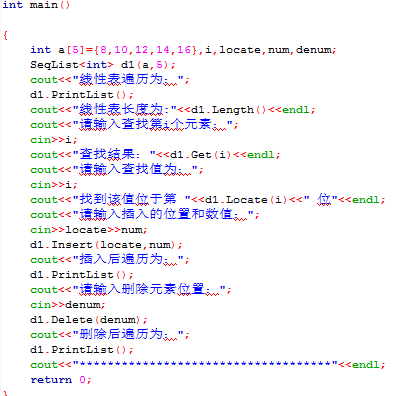 int main()
{
int a[5]={8,10,12,14,16},i,locate,num,denum;
SeqList<int> d1(a,5);
cout<<"线性表遍历为：";
d1.PrintList();
cout<<"线性表长度为:"<<d1.Length()<<endl;
cout<<"请输入查找第i个元素：";
cin>>i;
cout<<"查找结果："<<d1.Get(i)<<endl;
cout<<"请输入查找值为：";
cin>>i;
cout<<"找到该值位于第 "<<d1.Locate(i)<<" 位"<<endl;
cout<<"请输入插入的位置和数值：";
cin>>locate>>num;
d1.Insert(locate,num);
cout<<"插入后遍历为：";
d1.PrintList();
cout<<"请输入删除元素位置：";
cin>>denum;
d1.Delete(denum);
cout<<"删除后遍历为：";
d1.PrintList();
cout<<"************************************"<<endl;
return 0;
}